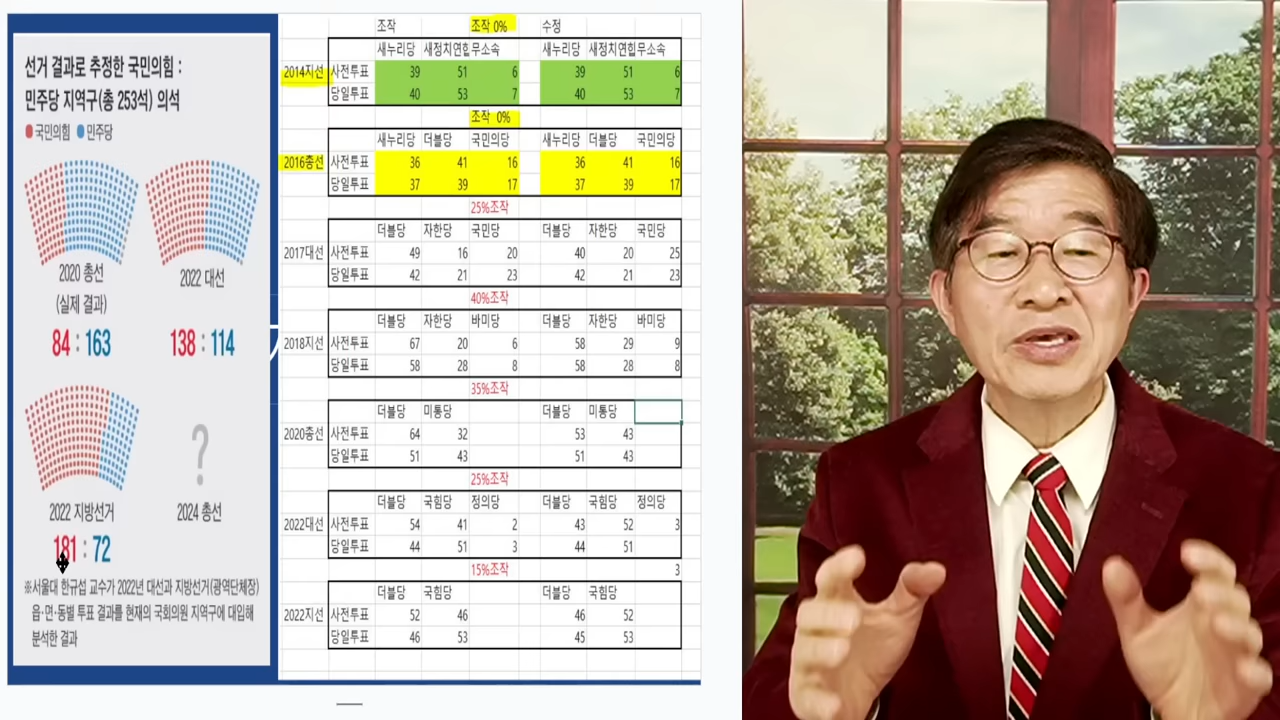 선거 결과로 추정한 국민의힘 :
민주당 지역구(총 253석) 의석
국민의힘 민주당
2020 총선
(실제 결과)
84 : 163
2022 대선
138 : 114
?
2022 지방선거
181 : 72
2024 총선
※서울대 한규섭 교수가 2022년 대선과 지방선거(광역단체장)
읍·면·동별 투표 결과를 현재의 국회의원 지역구에 대입해
분석한 결과
조작 조작 0% 수정
새누리당 새정치연합 무소속 새누리당 새정치연합 무소속
2014지선 사전투표 39 51 6 39 51 6
당일투표 40 53 7 40 53 7
조작 0%
새누리당 더블당 국민의당 새누리당 더블당 국민의당
2016총선 사전투표 36 41 16 36 41 16
당일투표 37 39 17 37 39 17
25%조작
더블당 자한당 국민당 더블당 자한당 국민당
2017대선 사전투표 49 16 20 40 20 25
당일투표 42 21 23 42 21 23
40%조작
더블당 자한당 바미당 더블당 자한당 바미당
2018지선 사전투표 67 20 6 58 29 9
당일투표 58 28 8 58 28 8
35%조작
더블당 미통당 더블당 미통당
2020총선 사전투표 64 32 53 43
당일투표 51 43 51 43
25%조작
더블당 국힘당 정의당 더블당 국힘당 정의당
2022대선 사전투표 54 41 2 43 52 3
당일투표 44 51 3 44 51
15%조작 3
더블당 국힘당 더블당 국힘당
2022지선 사전투표 52 46 46 52
당일투표 46 53 45 53